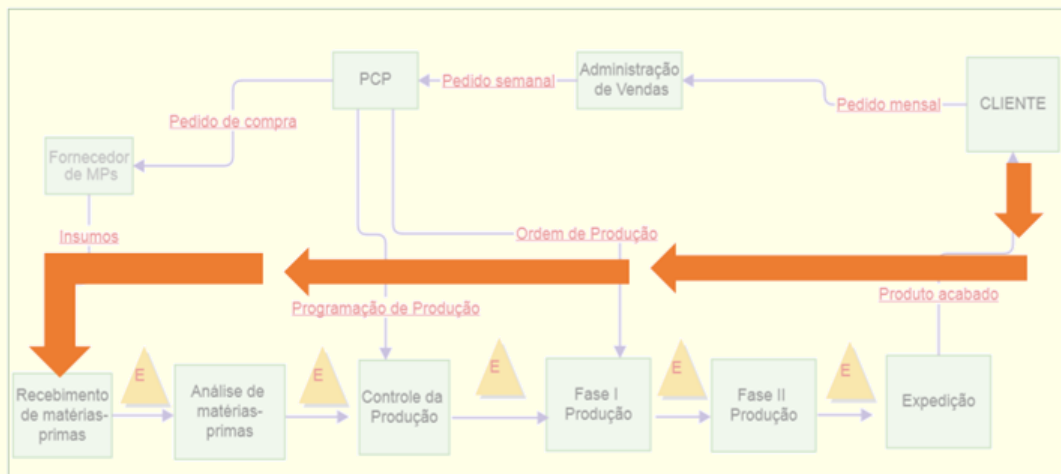 PCP
Pedido semanal
Administração
de Vendas
Pedido mensal
CLIENTE
Pedido de compra
Fornecedor
de MPs
Insumos
Ordem de Produção
Programação de Produção
Produto acabado
Recebimento
de matérias-
primas
E
Análise de
matérias-
primas
E
Controle da
Produção
E
Fase I
Produção
E
Fase II
Produção
E
Expedição